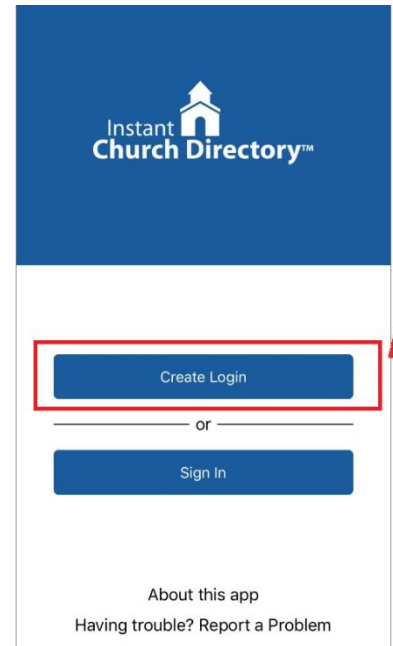 Instant
Church Directory™
Create Login
or
Sign In
About this app
Having trouble? Report a Problem